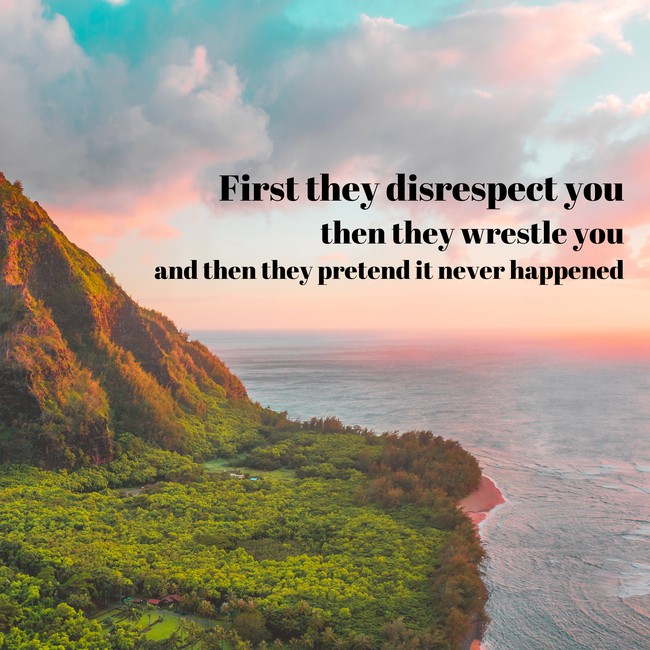 First they disrespect you
then they wrestle you
and then they pretend it never happened